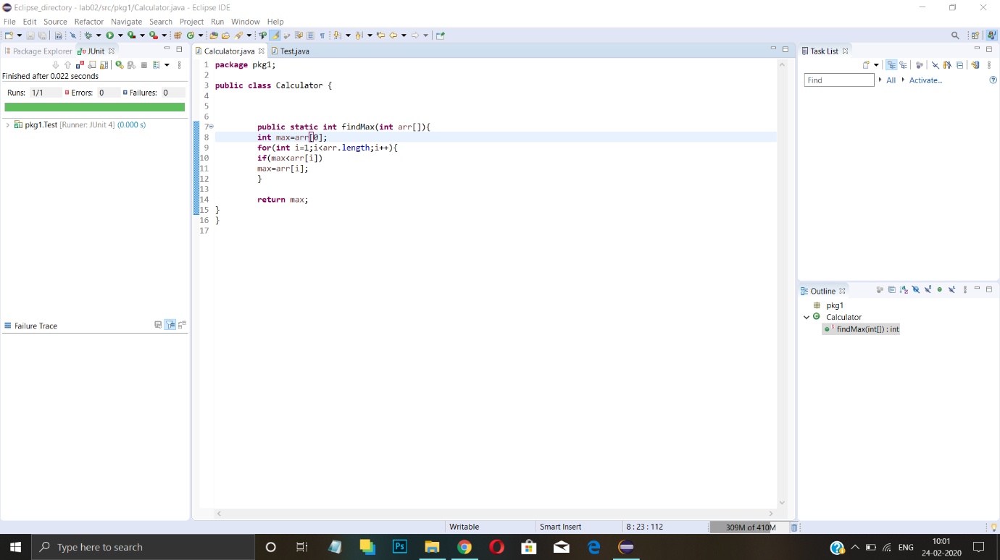 Eclipse_directory - lab02/src/pkg1/Calculator.java - Eclipse IDE
File Edit Source Refactor Navigate Search Project Run Window Help
Package Explorer JUnit
Finished after 0.022 seconds
Runs: 1/1 Errors: 0 Failures: 0
pkg1.Test [Runner: JUnit 4] (0.000 s)
Failure Trace
Calculator.java Test.java
1 package pkg1;
2
3 public class Calculator {
4
5
6
7 public static int findMax(int arr[]){
8 int max=arr[0];
9 for(int i=1;i<arr.length;i++){
10 if(max<arr[i])
11 max=arr[i];
12 }
13
14 return max;
15 }
16 }
17
Task List
Find All Activate...
Outline
pkg1
Calculator
findMax(int[]) : int
Writable Smart Insert 8 : 23 : 112 309M of 410M
Type here to search
Ps
ENG
10:01
24-02-2020